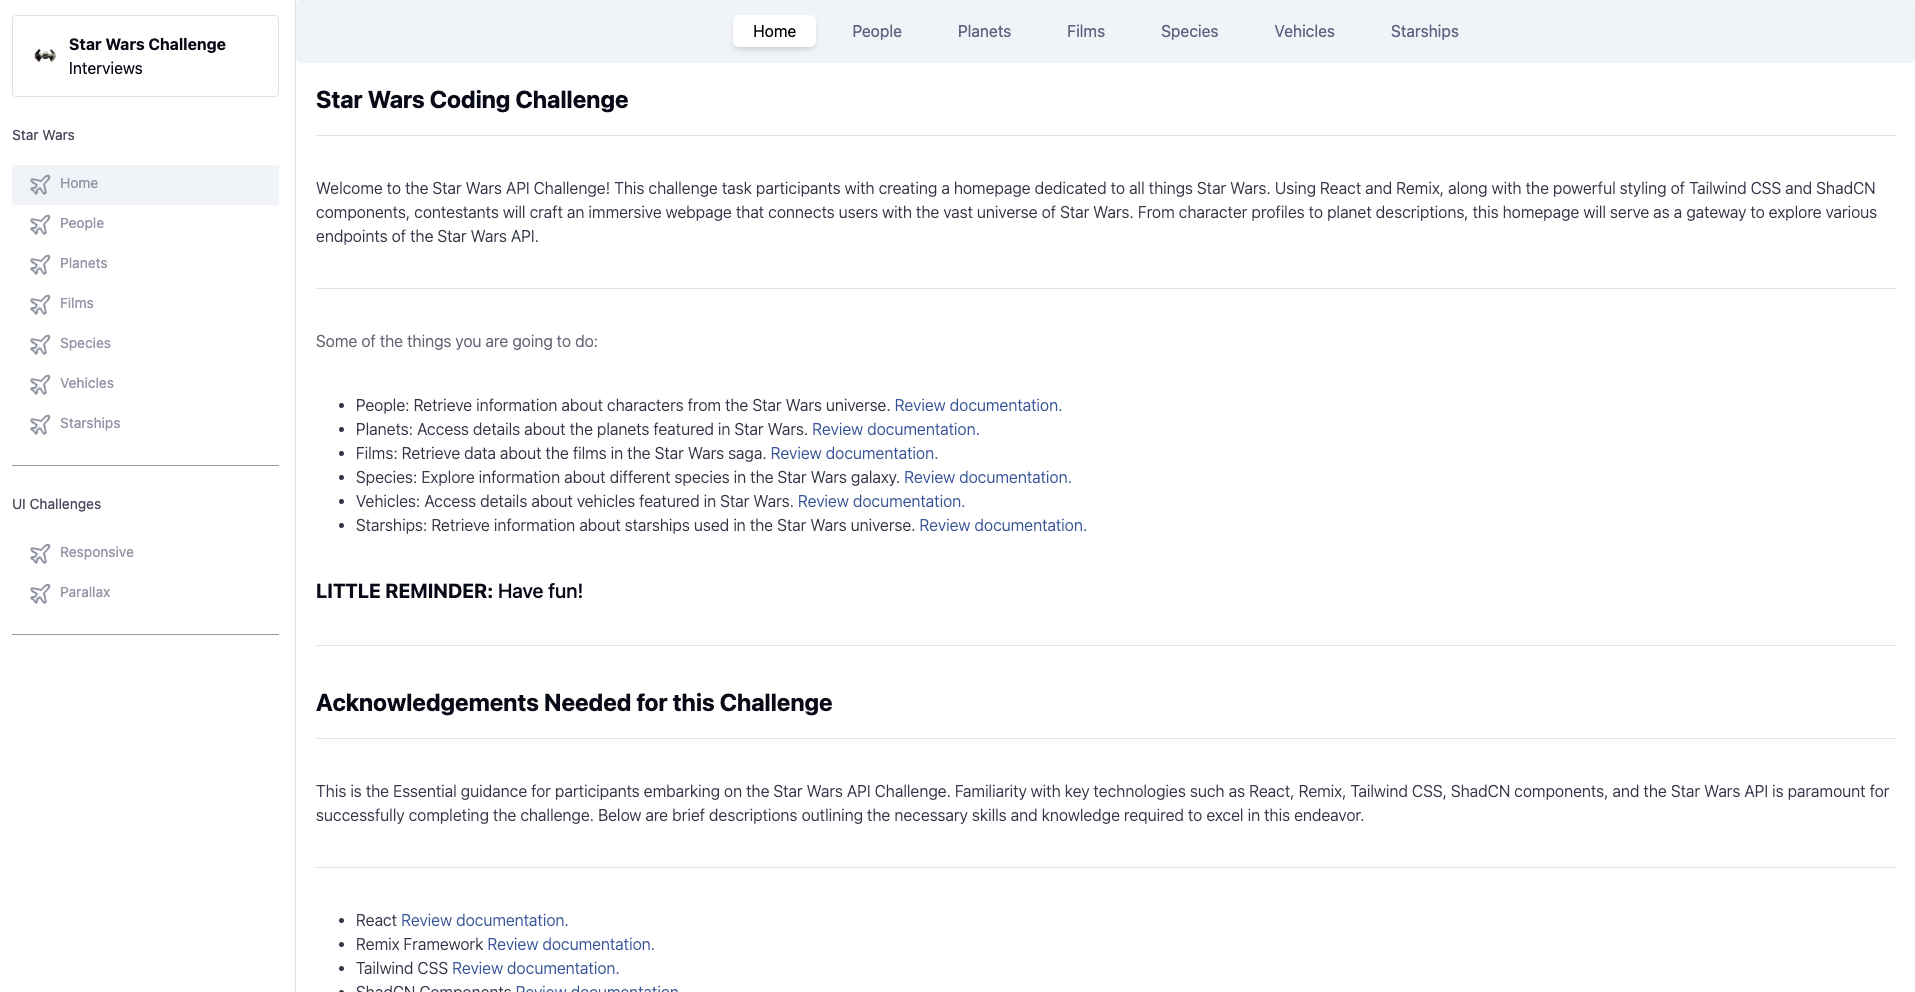 Star Wars Challenge
Interviews
Star Wars
Home
People
Planets
Films
Species
Vehicles
Starships
UI Challenges
Responsive
Parallax
Home People Planets Films Species Vehicles Starships
Star Wars Coding Challenge
Welcome to the Star Wars API Challenge! This challenge task participants with creating a homepage dedicated to all things Star Wars. Using React and Remix, along with the powerful styling of Tailwind CSS and ShadCN
components, contestants will craft an immersive webpage that connects users with the vast universe of Star Wars. From character profiles to planet descriptions, this homepage will serve as a gateway to explore various
endpoints of the Star Wars API.
Some of the things you are going to do:
• People: Retrieve information about characters from the Star Wars universe. Review documentation.
• Planets: Access details about the planets featured in Star Wars. Review documentation.
• Films: Retrieve data about the films in the Star Wars saga. Review documentation.
• Species: Explore information about different species in the Star Wars galaxy. Review documentation.
• Vehicles: Access details about vehicles featured in Star Wars. Review documentation.
• Starships: Retrieve information about starships used in the Star Wars universe. Review documentation.
LITTLE REMINDER: Have fun!
Acknowledgements Needed for this Challenge
This is the Essential guidance for participants embarking on the Star Wars API Challenge. Familiarity with key technologies such as React, Remix, Tailwind CSS, ShadCN components, and the Star Wars API is paramount for
successfully completing the challenge. Below are brief descriptions outlining the necessary skills and knowledge required to excel in this endeavor.
• React Review documentation.
• Remix Framework Review documentation.
• Tailwind CSS Review documentation.
• ShadCN Components Review documentation.